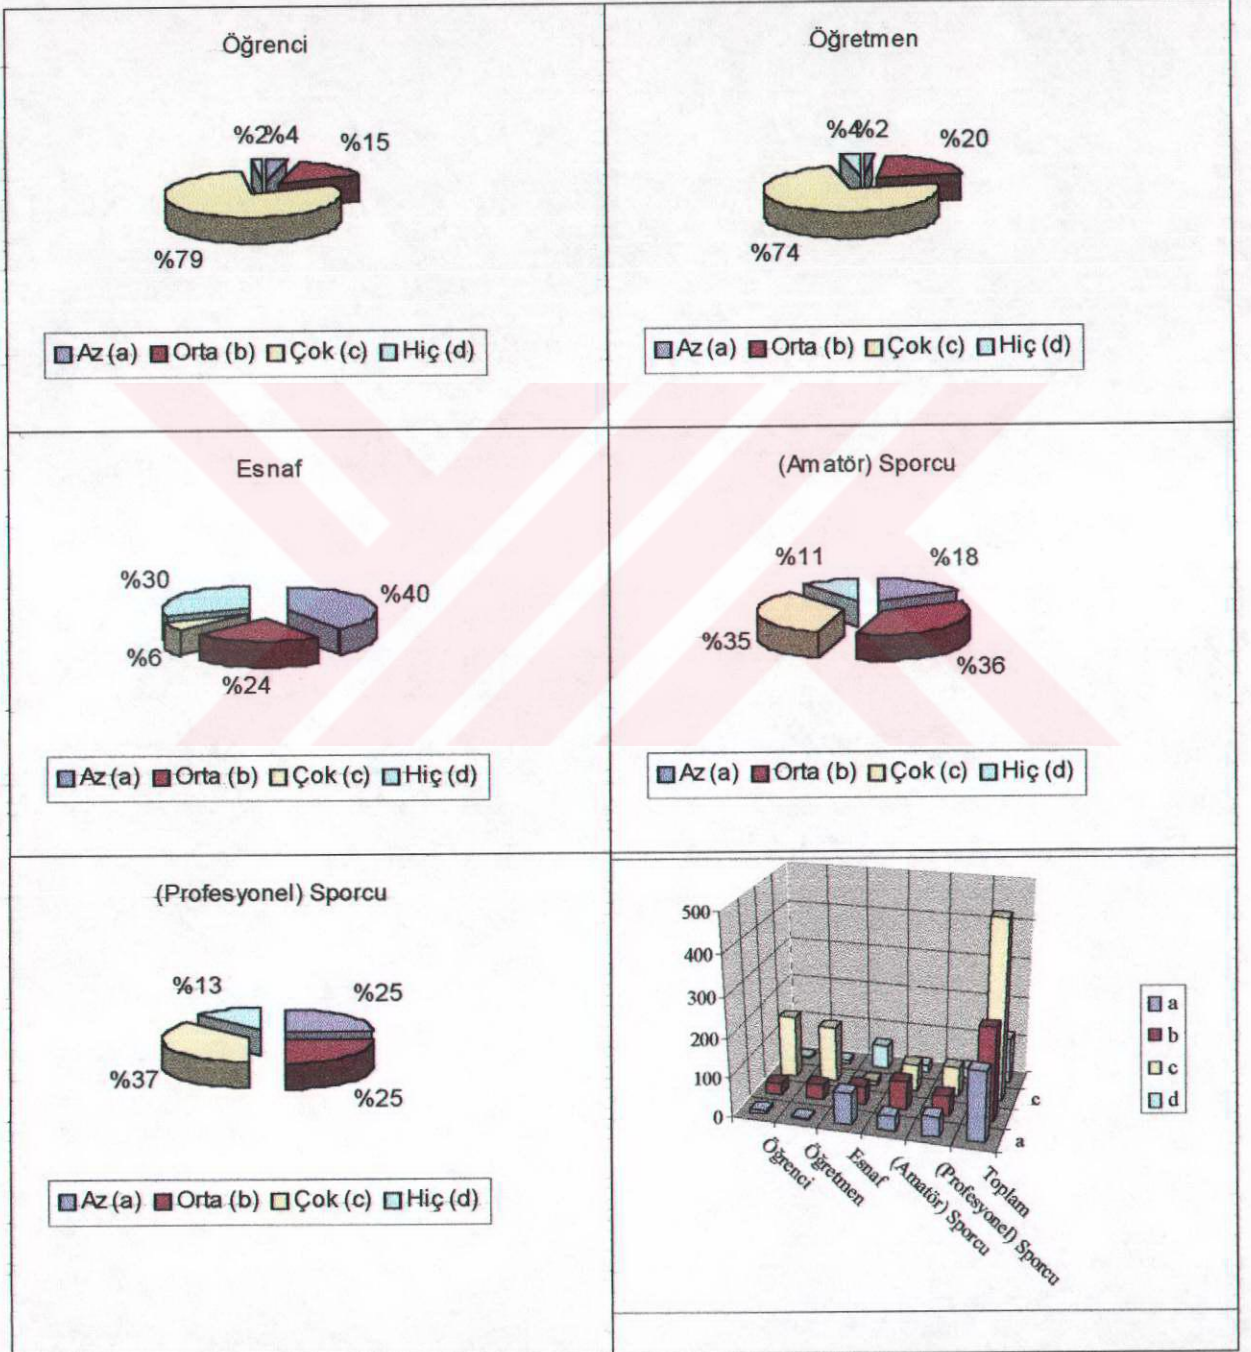 Öğrenci
%2 %4 %15
%79
Az (a) Orta (b) Çok (c) Hiç (d)
Öğretmen
%4 %2 %20
%74
Az (a) Orta (b) Çok (c) Hiç (d)
Esnaf
%30 %40
%6
%24
Az (a) Orta (b) Çok (c) Hiç (d)
(Amatör) Sporcu
%11 %18
%35
%36
Az (a) Orta (b) Çok (c) Hiç (d)
(Profesyonel) Sporcu
%13 %25
%37
%25
Az (a) Orta (b) Çok (c) Hiç (d)
500
400
300
200
100
0
Öğrenci
Öğretmen
Esnaf
(Amatör) Sporcu
(Profesyonel) Sporcu
Toplam
c
a
a
b
c
d